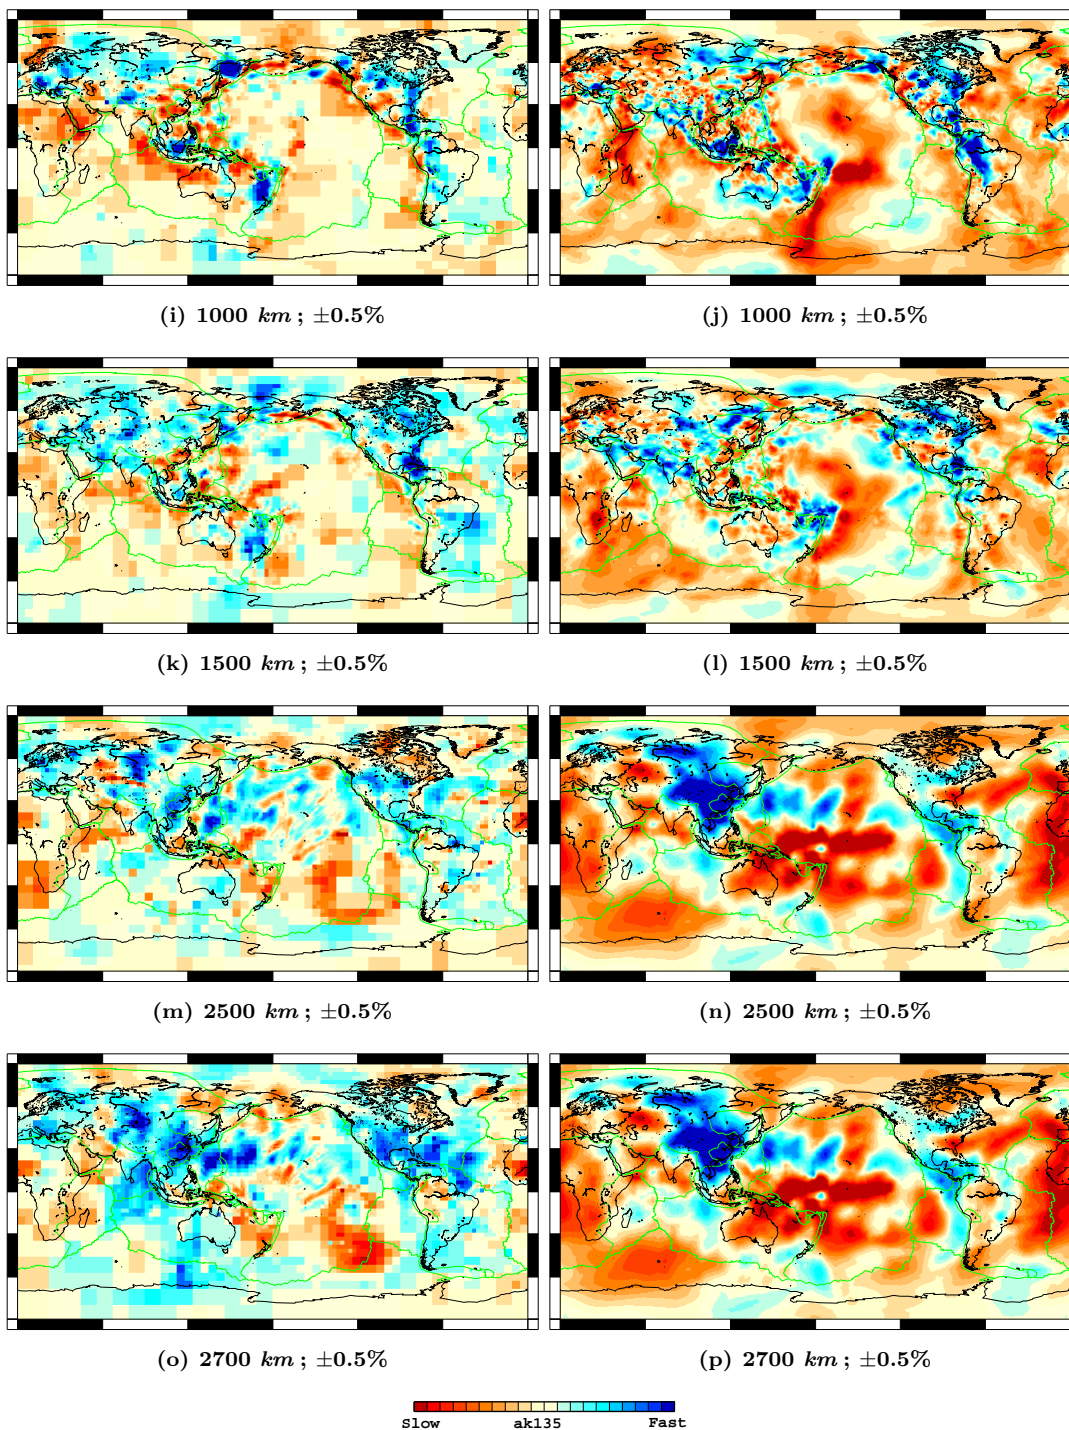 (i) 1000 km ; ±0.5%
(j) 1000 km ; ±0.5%
(k) 1500 km ; ±0.5%
(l) 1500 km ; ±0.5%
(m) 2500 km ; ±0.5%
(n) 2500 km ; ±0.5%
(o) 2700 km ; ±0.5%
(p) 2700 km ; ±0.5%
Slow ak135 Fast